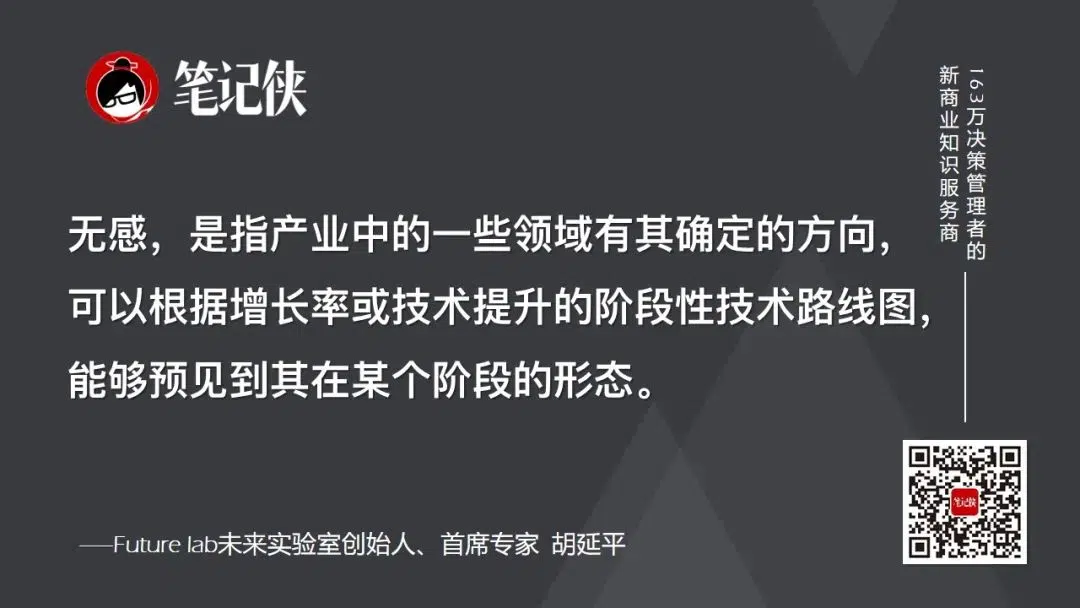 笔记侠
163万决策管理者的
新商业知识服务商
无感，是指产业中的一些领域有其确定的方向，
可以根据增长率或技术提升的阶段性技术路线图，
能够预见到其在某个阶段的形态。
——Future lab未来实验室创始人、首席专家 胡延平
笔记侠